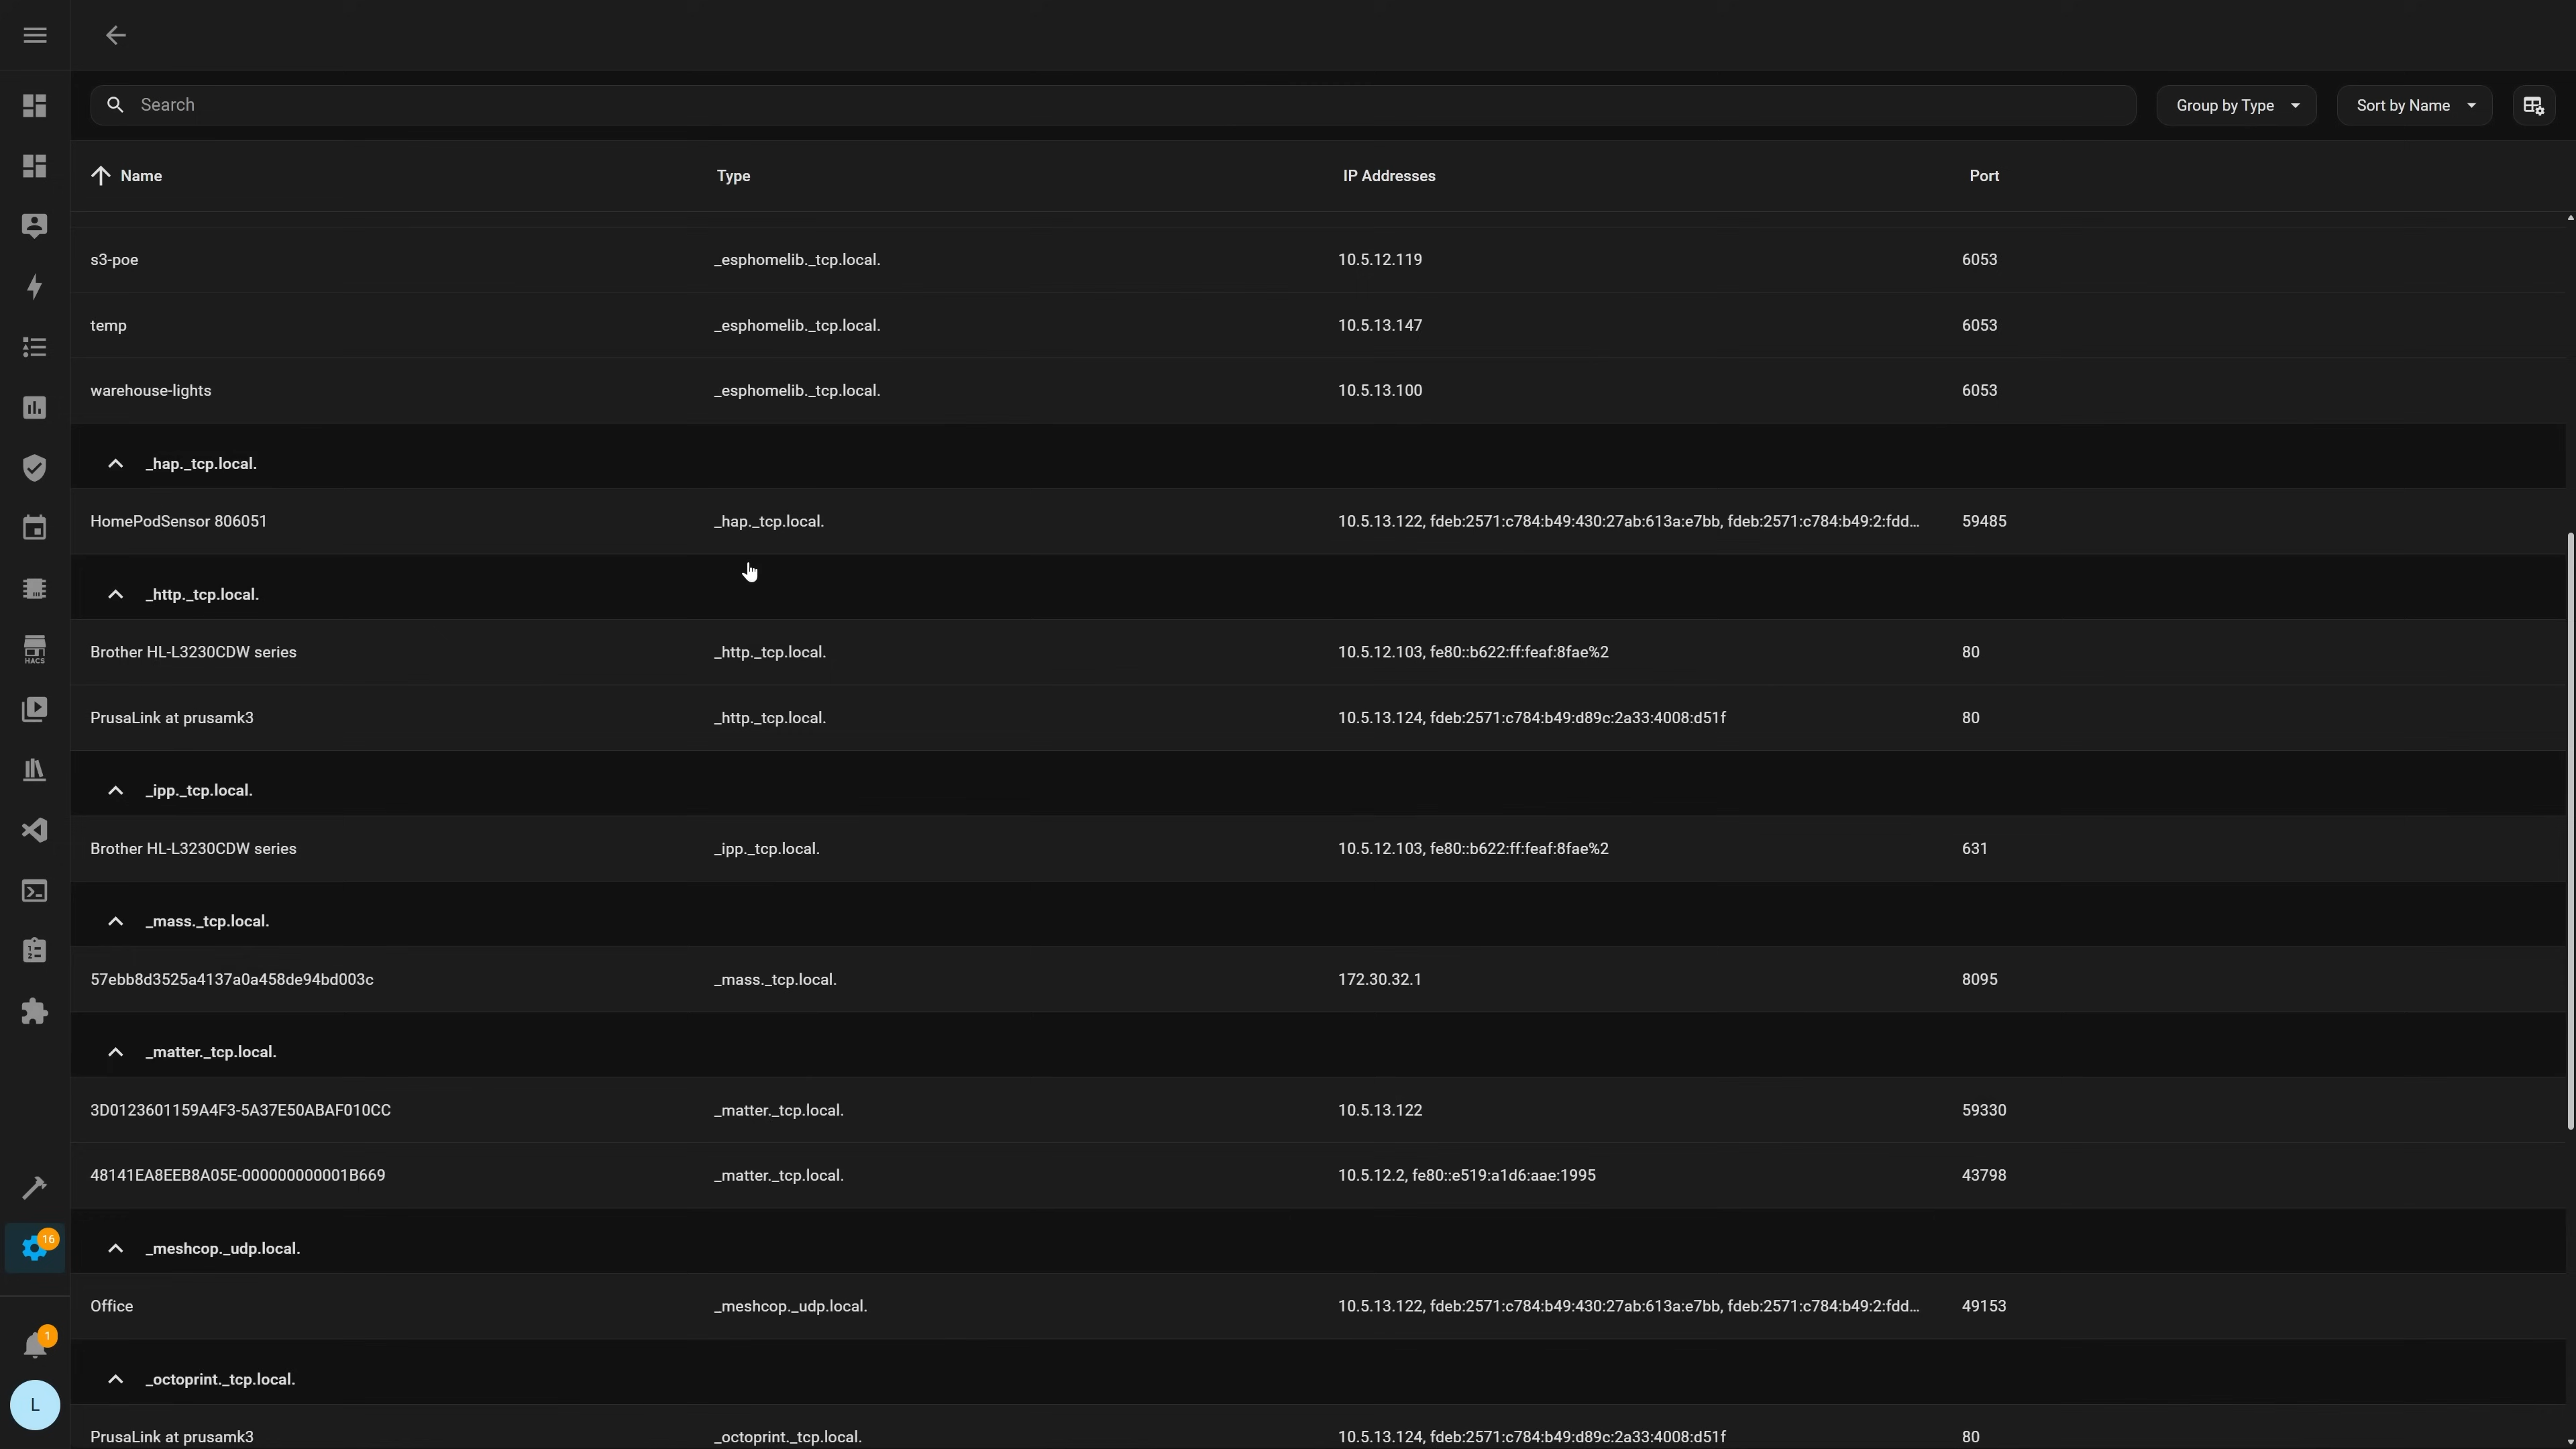 Search
Group by Type
Sort by Name
Name Type IP Addresses Port
s3-poe _esphomelib._tcp.local. 10.5.12.119 6053
temp _esphomelib._tcp.local. 10.5.13.147 6053
warehouse-lights _esphomelib._tcp.local. 10.5.13.100 6053
_hap._tcp.local.
HomePodSensor 806051 _hap._tcp.local. 10.5.13.122, fdeb:2571:c784:b49:430:27ab:613a:e7bb, fdeb:2571:c784:b49:2:fdd... 59485
_http._tcp.local.
Brother HL-L3230CDW series _http._tcp.local. 10.5.12.103, fe80::b622:ff:feaf:8fae%2 80
HACS
PrusaLink at prusamk3 _http._tcp.local. 10.5.13.124, fdeb:2571:c784:b49:d89c:2a33:4008:d51f 80
_ipp._tcp.local.
Brother HL-L3230CDW series _ipp._tcp.local. 10.5.12.103, fe80::b622:ff:feaf:8fae%2 631
_mass._tcp.local.
57ebb8d3525a4137a0a458de94bd003c _mass._tcp.local. 172.30.32.1 8095
_matter._tcp.local.
3D0123601159A4F3-5A37E50ABAF010CC _matter._tcp.local. 10.5.13.122 59330
48141EA8EEB8A05E-000000000001B669 _matter._tcp.local. 10.5.12.2, fe80::e519:a1d6:aae:1995 43798
16
_meshcop._udp.local.
Office _meshcop._udp.local. 10.5.13.122, fdeb:2571:c784:b49:430:27ab:613a:e7bb, fdeb:2571:c784:b49:2:fdd... 49153
1
_octoprint._tcp.local.
L
PrusaLink at prusamk3 _octoprint._tcp.local. 10.5.13.124, fdeb:2571:c784:b49:d89c:2a33:4008:d51f 80